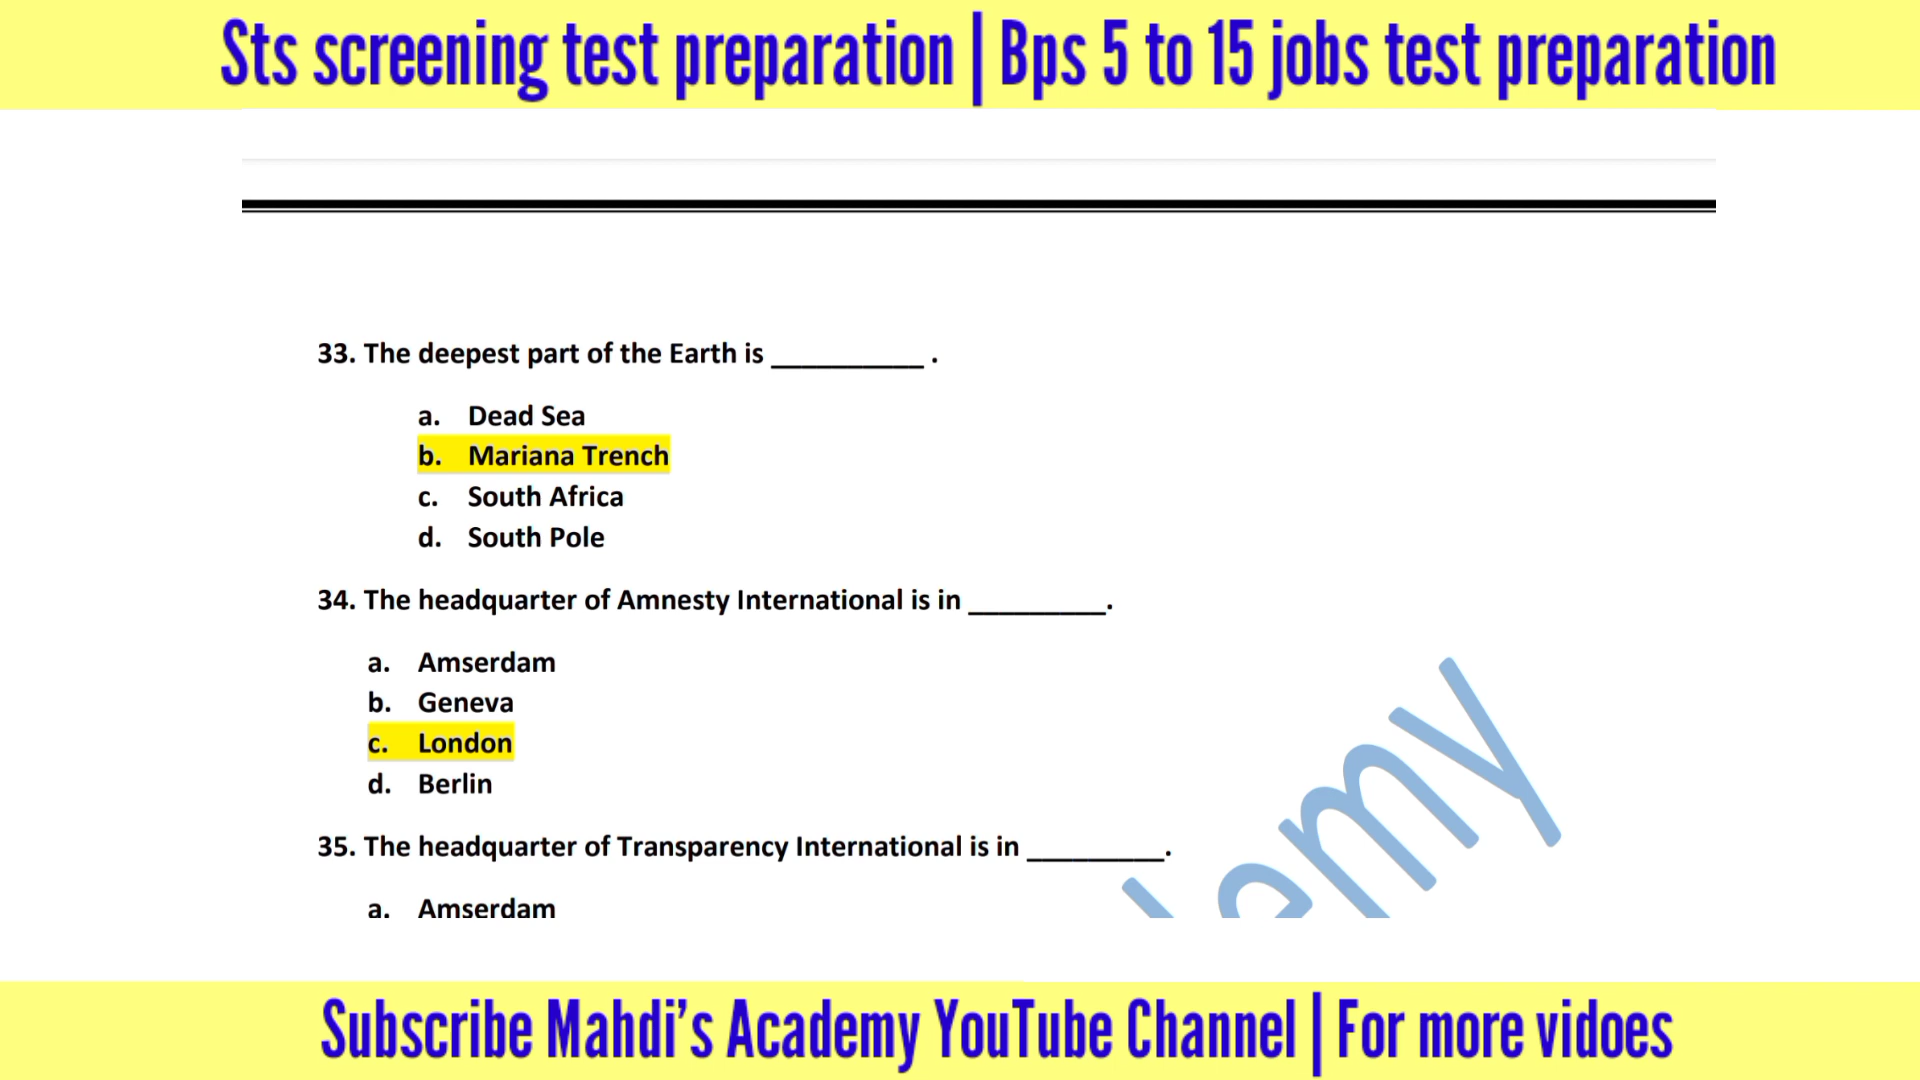 Sts screening test preparation | Bps 5 to 15 jobs test preparation
33. The deepest part of the Earth is __________ .
a. Dead Sea
b. Mariana Trench
c. South Africa
d. South Pole
34. The headquarter of Amnesty International is in _________.
a. Amserdam
b. Geneva
c. London
d. Berlin
35. The headquarter of Transparency International is in _________.
a. Amserdam
Subscribe Mahdi's Academy YouTube Channel | For more vidoes